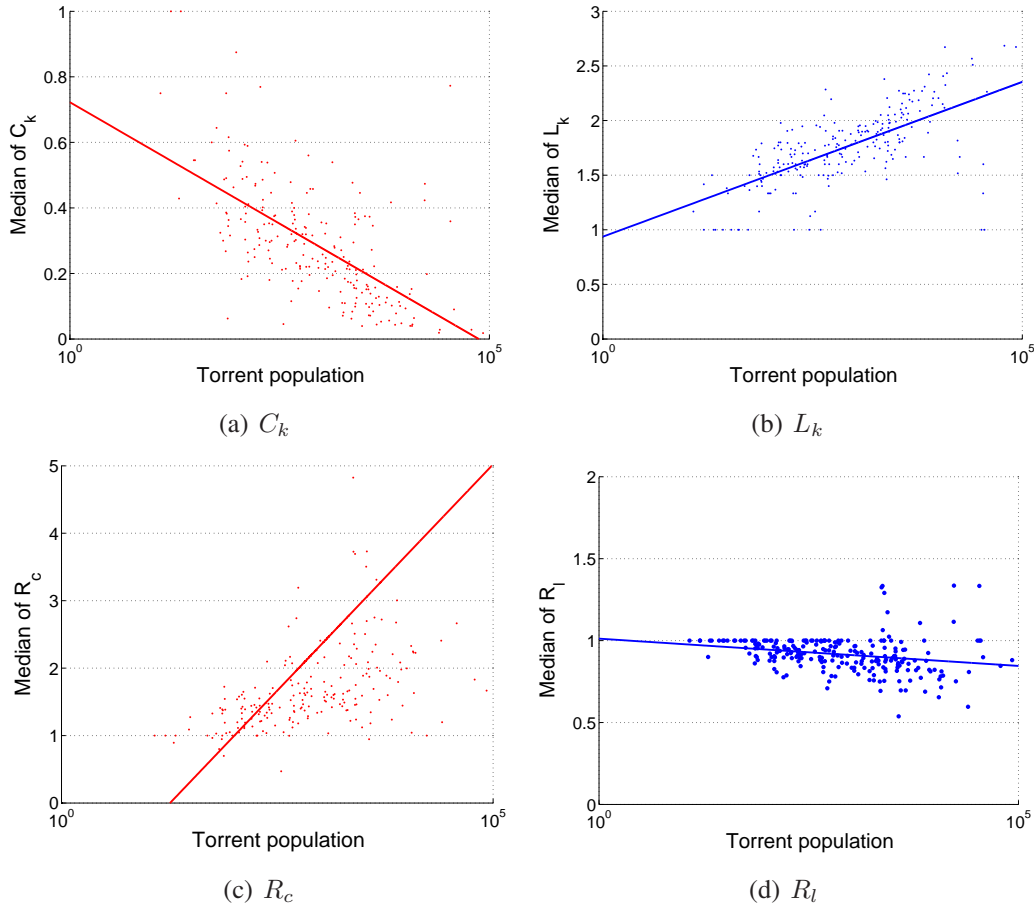 1
0.8
0.6
0.4
0.2
0
Median of C_k
10^0
10^5
Torrent population
(a) C_k
3
2.5
2
1.5
1
0.5
0
Median of L_k
10^0
10^5
Torrent population
(b) L_k
5
4
3
2
1
0
Median of R_c
10^0
10^5
Torrent population
(c) R_c
2
1.5
1
0.5
0
Median of R_l
10^0
10^5
Torrent population
(d) R_l